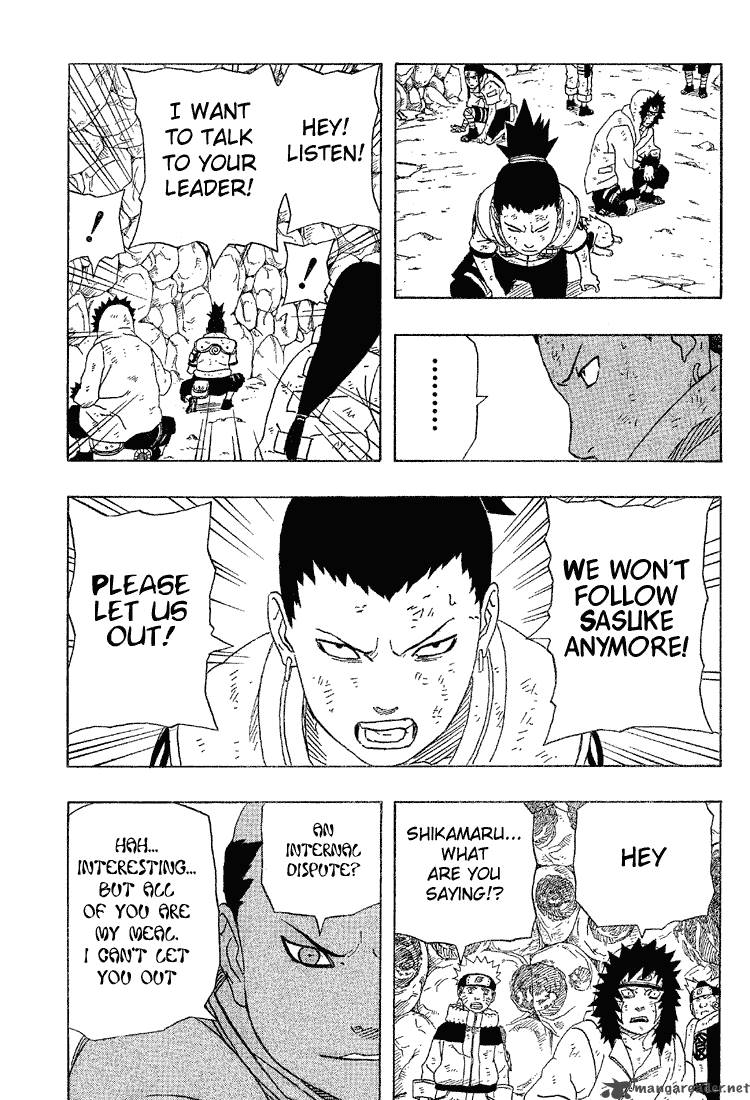 HEY!
LISTEN!
I WANT
TO TALK
TO YOUR
LEADER!
!
!
........
WE WON'T
FOLLOW
SASUKE
ANYMORE!
PLEASE
LET US
OUT!
HEY
SHIKAMARU...
WHAT
ARE YOU
SAYING!?
AN
INTERNAL
DISPUTE?
HAH...
INTERESTING...
BUT ALL
OF YOU ARE
MY MEAL.
I CAN'T LET
YOU OUT
mangareader.net